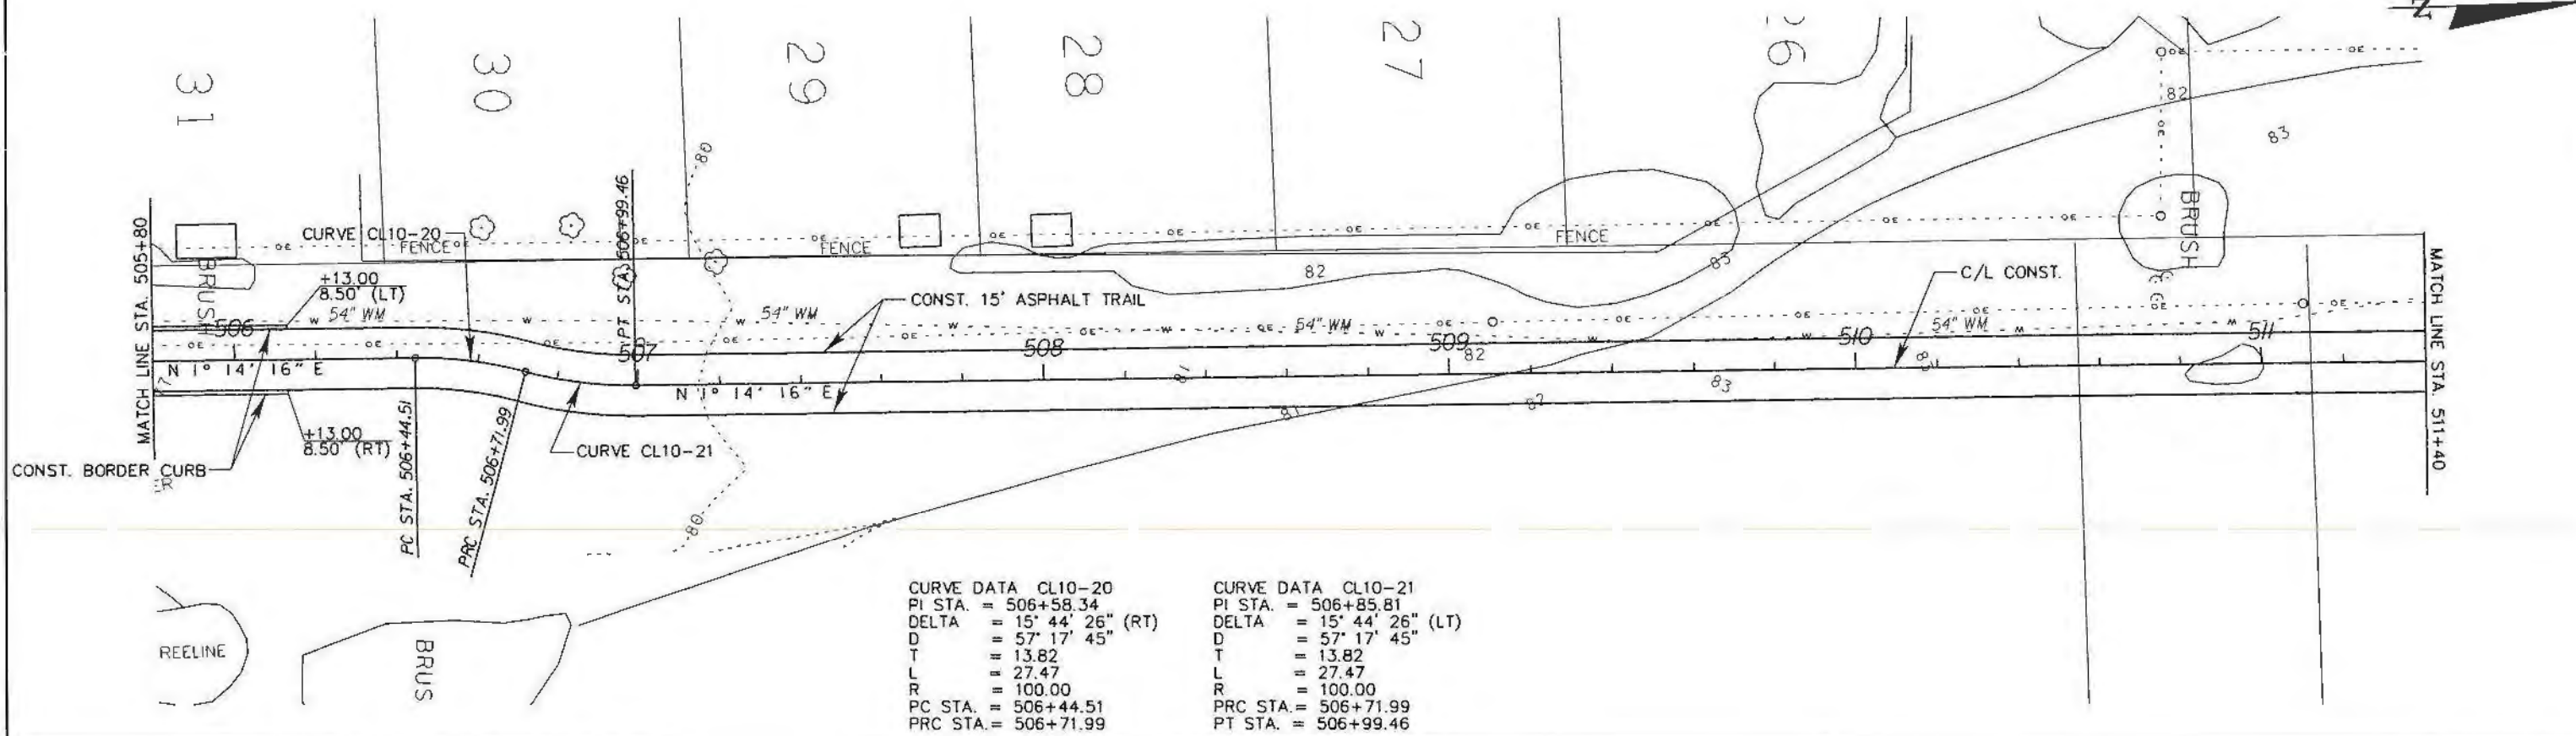 N
31
30
29
28
27
26
MATCH LINE STA. 505+80
BRUSH
CURVE CL10-20
FENCE
OE
+13.00
8.50' (LT)
506
W
54" WM
PT STA. 506+99.46
80
OE
FENCE
54" WM
CONST. 15' ASPHALT TRAIL
82
FENCE
83
OE
82
83
BRUSH
C/L CONST.
54" WM
54" WM
507
508
509
82
510
511
N 1° 14' 16" E
N 1° 14' 16" E
81
81
82
83
MATCH LINE STA. 511+40
+13.00
8.50' (RT)
CONST. BORDER CURB
ER
PC STA. 506+44.51
PRC STA. 506+71.99
CURVE CL10-21
80
REELINE
BRUS
CURVE DATA CL10-20
PI STA. = 506+58.34
DELTA = 15° 44' 26" (RT)
D = 57° 17' 45"
T = 13.82
L = 27.47
R = 100.00
PC STA. = 506+44.51
PRC STA.= 506+71.99
CURVE DATA CL10-21
PI STA. = 506+85.81
DELTA = 15° 44' 26" (LT)
D = 57° 17' 45"
T = 13.82
L = 27.47
R = 100.00
PRC STA.= 506+71.99
PT STA. = 506+99.46